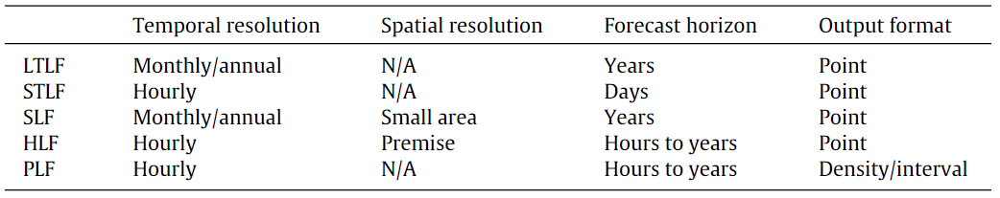 Temporal resolution Spatial resolution Forecast horizon Output format
LTLF Monthly/annual N/A Years Point
STLF Hourly N/A Days Point
SLF Monthly/annual Small area Years Point
HLF Hourly Premise Hours to years Point
PLF Hourly N/A Hours to years Density/interval